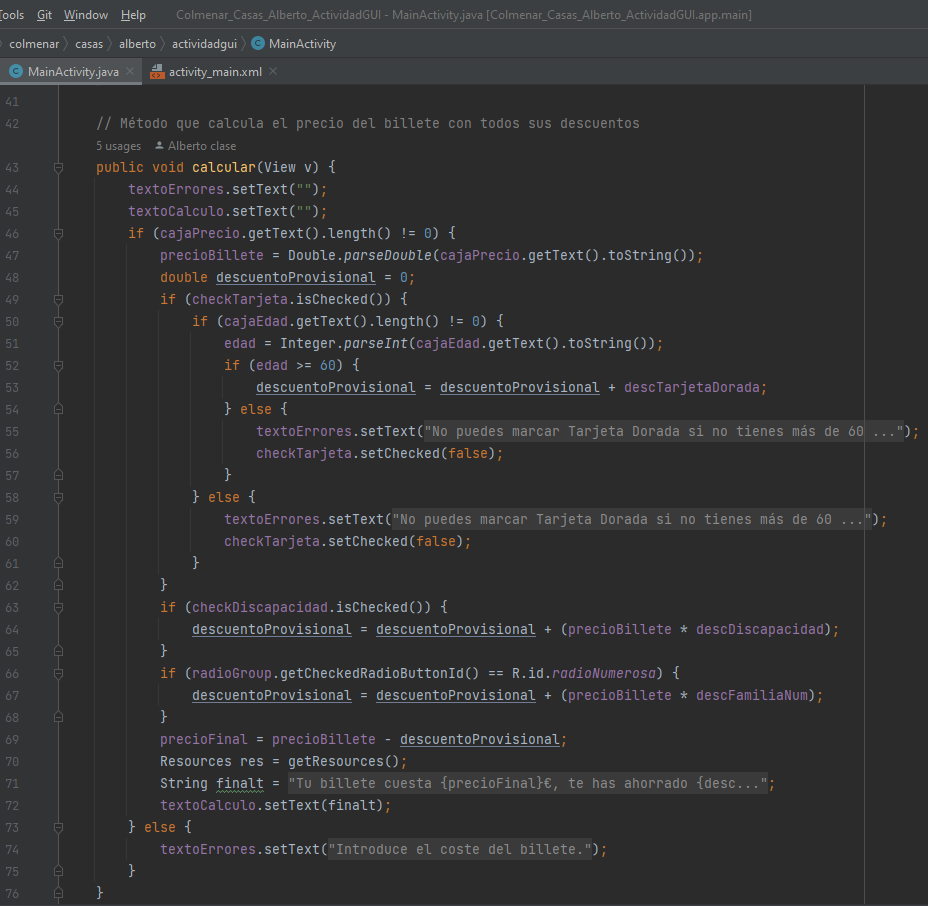 Tools Git Window Help Colmenar_Casas_Alberto_ActividadGUI - MainActivity.java [Colmenar_Casas_Alberto_ActividadGUI.app.main]
colmenar casas alberto actividadgui MainActivity
MainActivity.java activity_main.xml
41
42 // Método que calcula el precio del billete con todos sus descuentos
5 usages Alberto clase
43 public void calcular(View v) {
44 textoErrores.setText("");
45 textoCalculo.setText("");
46 if (cajaPrecio.getText().length() != 0) {
47 precioBillete = Double.parseDouble(cajaPrecio.getText().toString());
48 double descuentoProvisional = 0;
49 if (checkTarjeta.isChecked()) {
50 if (cajaEdad.getText().length() != 0) {
51 edad = Integer.parseInt(cajaEdad.getText().toString());
52 if (edad >= 60) {
53 descuentoProvisional = descuentoProvisional + descTarjetaDorada;
54 } else {
55 textoErrores.setText("No puedes marcar Tarjeta Dorada si no tienes más de 60 ...");
56 checkTarjeta.setChecked(false);
57 }
58 } else {
59 textoErrores.setText("No puedes marcar Tarjeta Dorada si no tienes más de 60 ...");
60 checkTarjeta.setChecked(false);
61 }
62 }
63 if (checkDiscapacidad.isChecked()) {
64 descuentoProvisional = descuentoProvisional + (precioBillete * descDiscapacidad);
65 }
66 if (radioGroup.getCheckedRadioButtonId() == R.id.radioNumerosa) {
67 descuentoProvisional = descuentoProvisional + (precioBillete * descFamiliaNum);
68 }
69 precioFinal = precioBillete - descuentoProvisional;
70 Resources res = getResources();
71 String finalt = "Tu billete cuesta {precioFinal}€, te has ahorrado {desc...";
72 textoCalculo.setText(finalt);
73 } else {
74 textoErrores.setText("Introduce el coste del billete.");
75 }
76 }